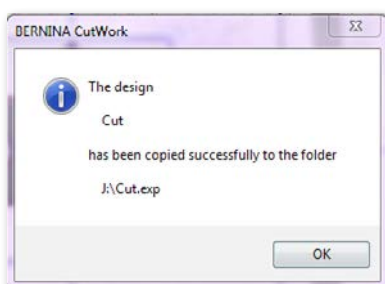 BERNINA CutWork
The design
Cut
has been copied successfully to the folder
J:\Cut.exp
OK